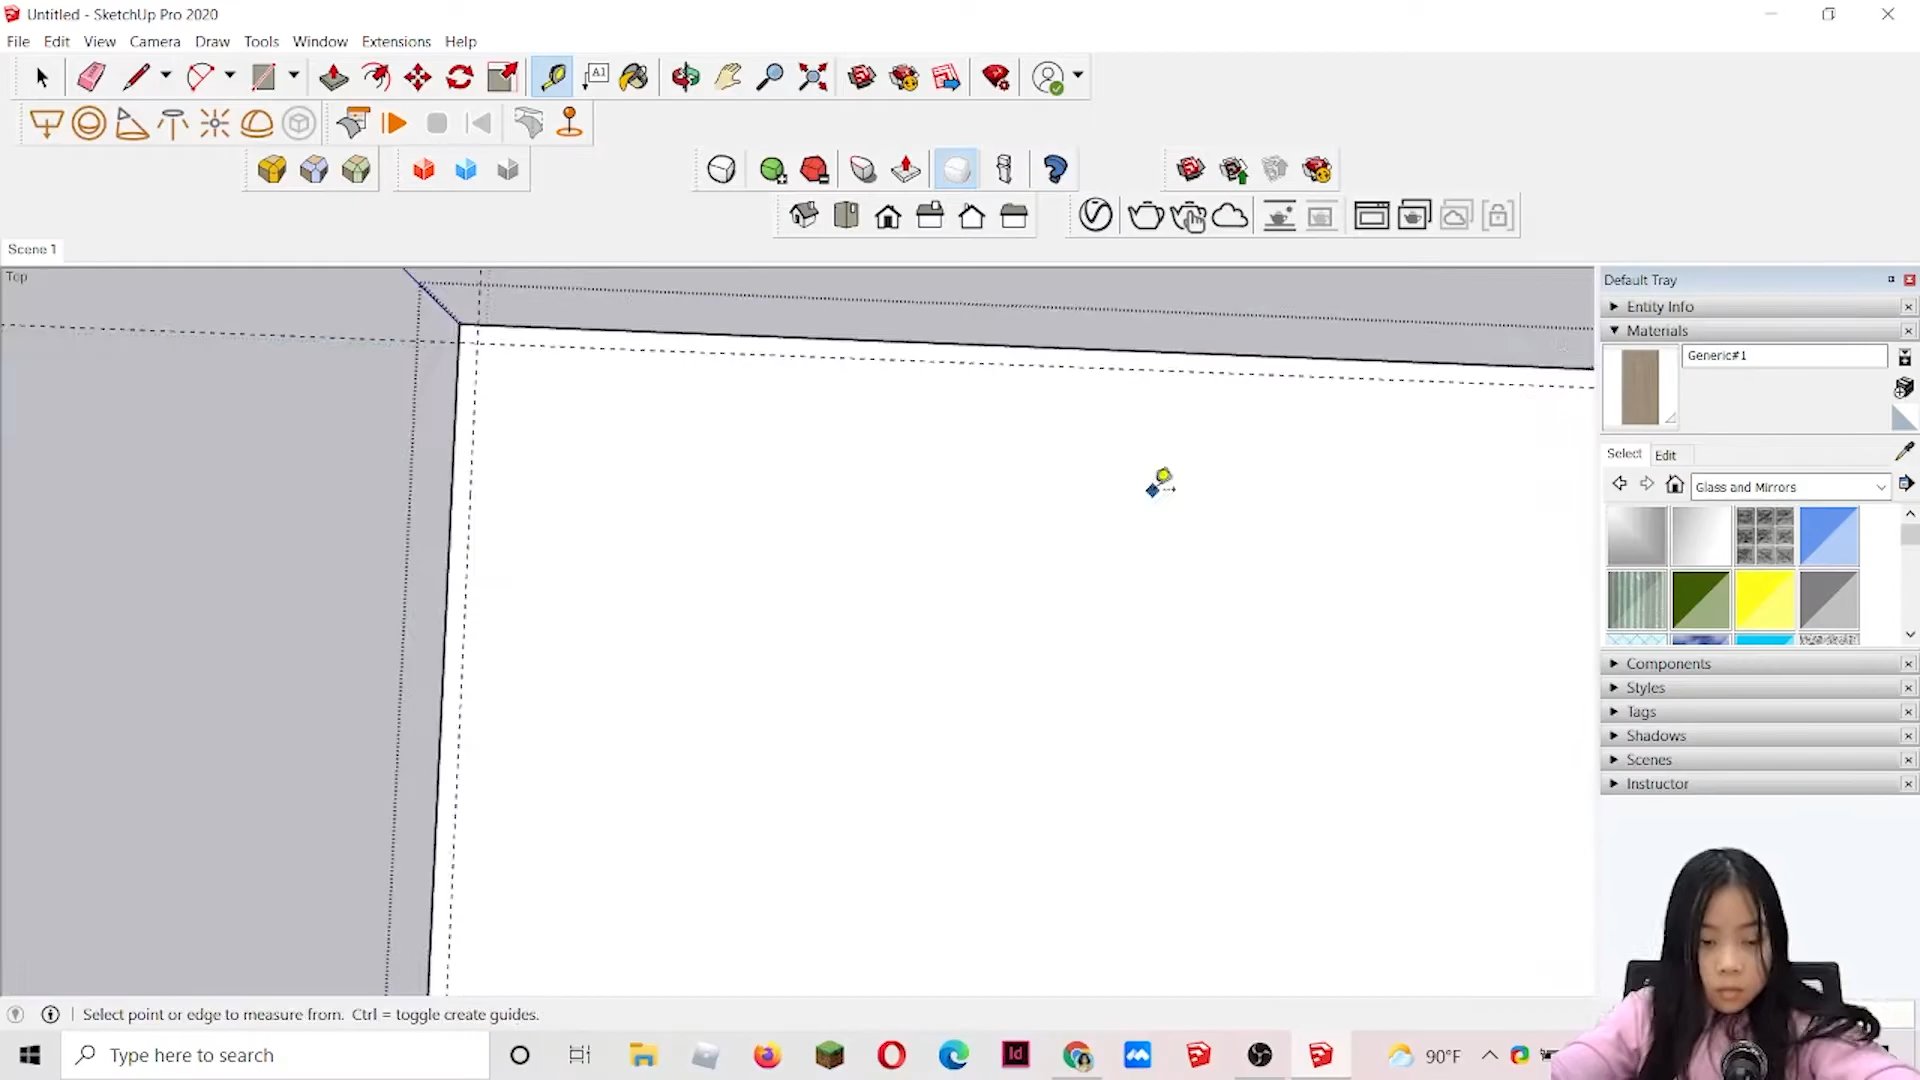 Untitled - SketchUp Pro 2020
File Edit View Camera Draw Tools Window Extensions Help
A1
Scene 1
Top
Default Tray
Entity Info
Materials
Generic#1
Select Edit
Glass and Mirrors
Components
Styles
Tags
Shadows
Scenes
Instructor
Select point or edge to measure from. Ctrl = toggle create guides.
Type here to search
Id
90°F